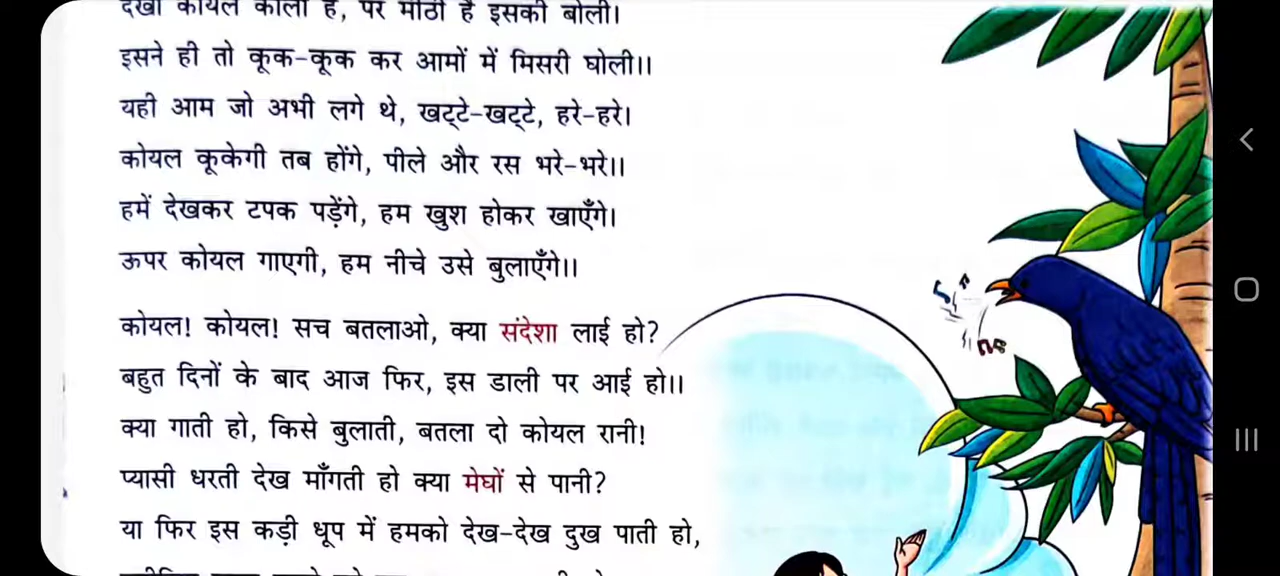 देखो कोयल काली है, पर मीठी है इसकी बोली।
इसने ही तो कूक-कूक कर आमों में मिसरी घोली।।
यही आम जो अभी लगे थे, खट्टे-खट्टे, हरे-हरे।
कोयल कूकेगी तब होंगे, पीले और रस भरे-भरे।।
हमें देखकर टपक पड़ेंगे, हम खुश होकर खाएँगे।
ऊपर कोयल गाएगी, हम नीचे उसे बुलाएँगे।।
कोयल! कोयल! सच बतलाओ, क्या संदेशा लाई हो?
बहुत दिनों के बाद आज फिर, इस डाली पर आई हो।।
क्या गाती हो, किसे बुलाती, बतला दो कोयल रानी!
प्यासी धरती देख माँगती हो क्या मेघों से पानी?
या फिर इस कड़ी धूप में हमको देख-देख दुख पाती हो,